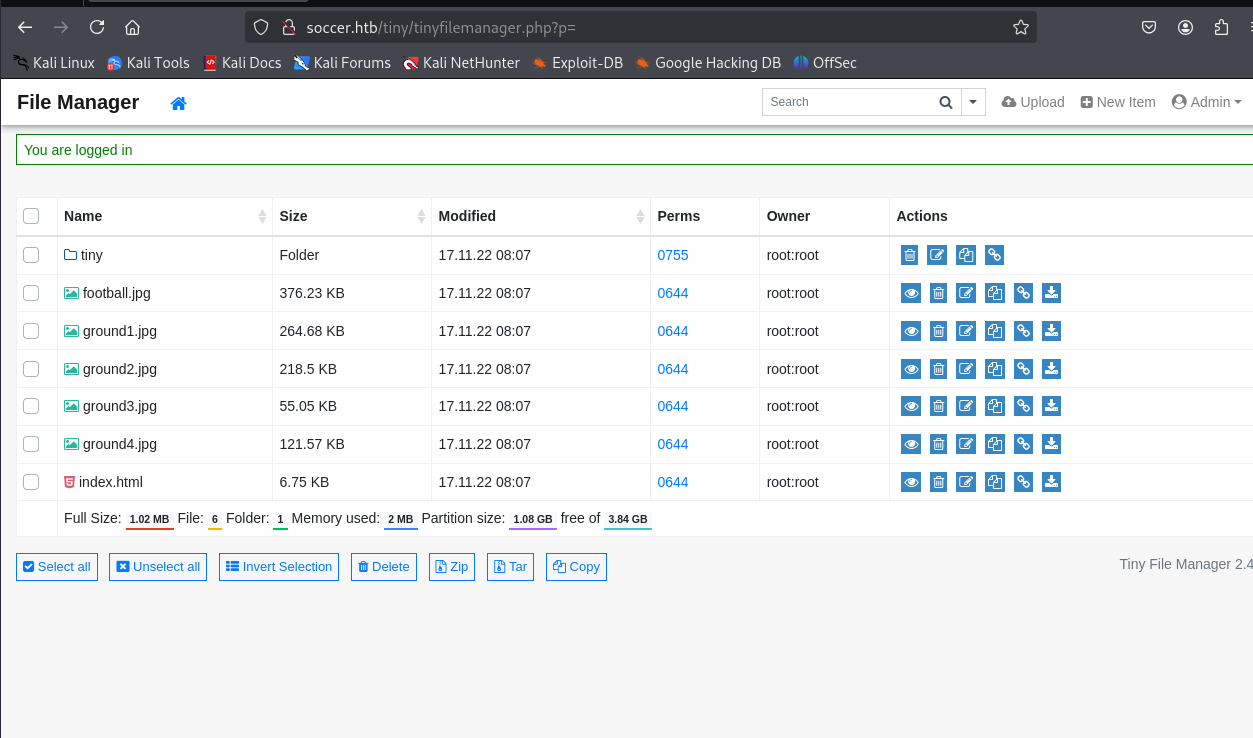 soccer.htb/tiny/tinyfilemanager.php?p=
Kali Linux Kali Tools Kali Docs Kali Forums Kali NetHunter Exploit-DB Google Hacking DB OffSec
File Manager Search Upload New Item Admin
You are logged in
Name Size Modified Perms Owner Actions
tiny Folder 17.11.22 08:07 0755 root:root
football.jpg 376.23 KB 17.11.22 08:07 0644 root:root
ground1.jpg 264.68 KB 17.11.22 08:07 0644 root:root
ground2.jpg 218.5 KB 17.11.22 08:07 0644 root:root
ground3.jpg 55.05 KB 17.11.22 08:07 0644 root:root
ground4.jpg 121.57 KB 17.11.22 08:07 0644 root:root
index.html 6.75 KB 17.11.22 08:07 0644 root:root
Full Size: 1.02 MB File: 6 Folder: 1 Memory used: 2 MB Partition size: 1.08 GB free of 3.84 GB
Select all Unselect all Invert Selection Delete Zip Tar Copy
Tiny File Manager 2.4